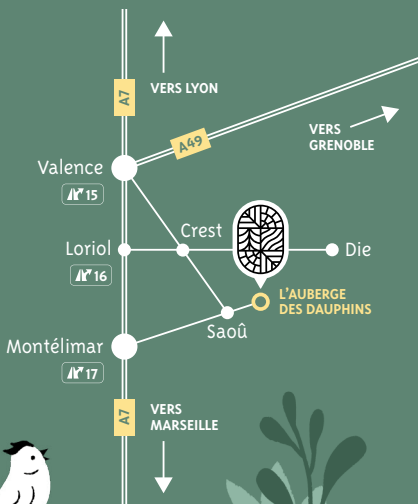 A7
VERS LYON
A49
VERS
GRENOBLE
Valence
15
Crest
Loriol
Die
16
L'AUBERGE
DES DAUPHINS
Saoû
Montélimar
17
A7
VERS
MARSEILLE